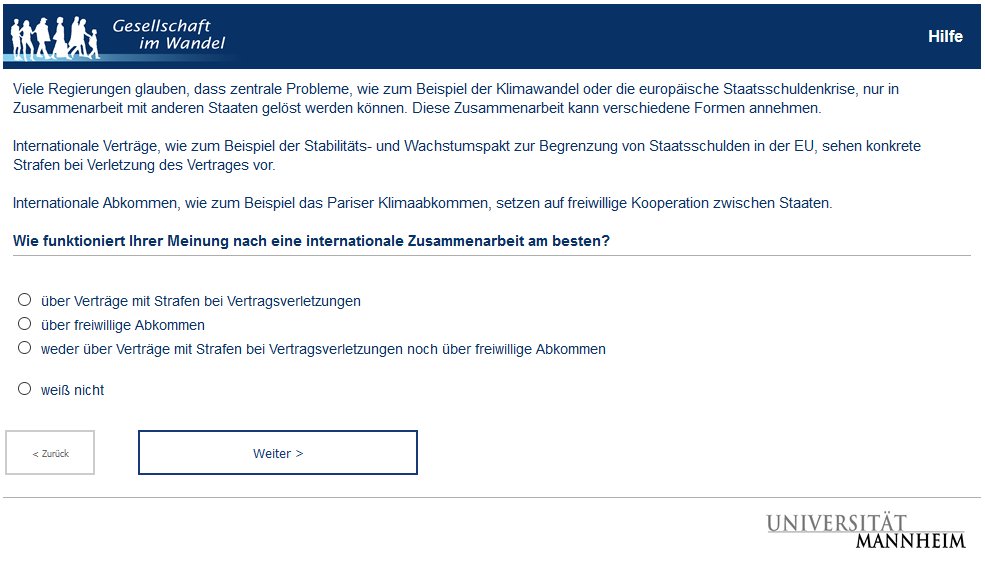 Gesellschaft
im Wandel
Hilfe
Viele Regierungen glauben, dass zentrale Probleme, wie zum Beispiel der Klimawandel oder die europäische Staatsschuldenkrise, nur in
Zusammenarbeit mit anderen Staaten gelöst werden können. Diese Zusammenarbeit kann verschiedene Formen annehmen.
Internationale Verträge, wie zum Beispiel der Stabilitäts- und Wachstumspakt zur Begrenzung von Staatsschulden in der EU, sehen konkrete
Strafen bei Verletzung des Vertrages vor.
Internationale Abkommen, wie zum Beispiel das Pariser Klimaabkommen, setzen auf freiwillige Kooperation zwischen Staaten.
Wie funktioniert Ihrer Meinung nach eine internationale Zusammenarbeit am besten?
über Verträge mit Strafen bei Vertragsverletzungen
über freiwillige Abkommen
weder über Verträge mit Strafen bei Vertragsverletzungen noch über freiwillige Abkommen
weiß nicht
< Zurück
Weiter >
UNIVERSITÄT
MANNHEIM